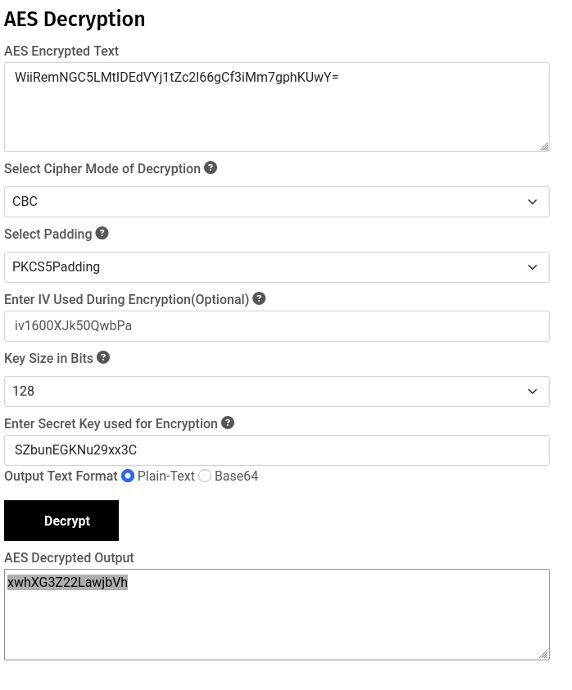 AES Decryption
AES Encrypted Text
WiiRemNGC5LMtIDEdVYj1tZc2I66gCf3iMm7gphKUwY=
Select Cipher Mode of Decryption ?
CBC
Select Padding ?
PKCS5Padding
Enter IV Used During Encryption(Optional) ?
iv1600XJk50QwbPa
Key Size in Bits ?
128
Enter Secret Key used for Encryption ?
SZbunEGKNu29xx3C
Output Text Format Plain-Text Base64
Decrypt
AES Decrypted Output
xwhXG3Z22LawjbVh